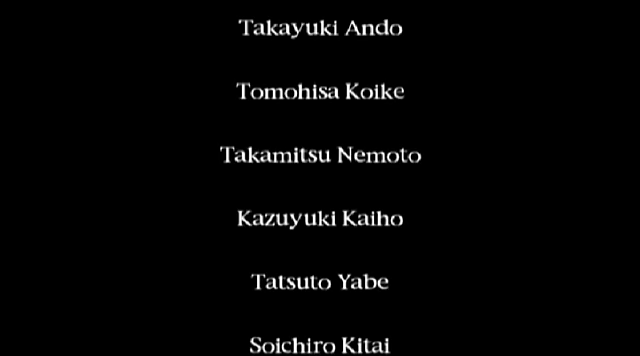 Takayuki Ando
Tomohisa Koike
Takamitsu Nemoto
Kazuyuki Kaiho
Tatsuto Yabe
Soichiro Kitai